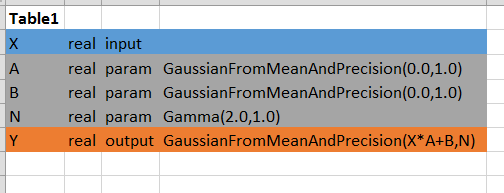 Table1
X real input
A real param GaussianFromMeanAndPrecision(0.0,1.0)
B real param GaussianFromMeanAndPrecision(0.0,1.0)
N real param Gamma(2.0,1.0)
Y real output GaussianFromMeanAndPrecision(X*A+B,N)